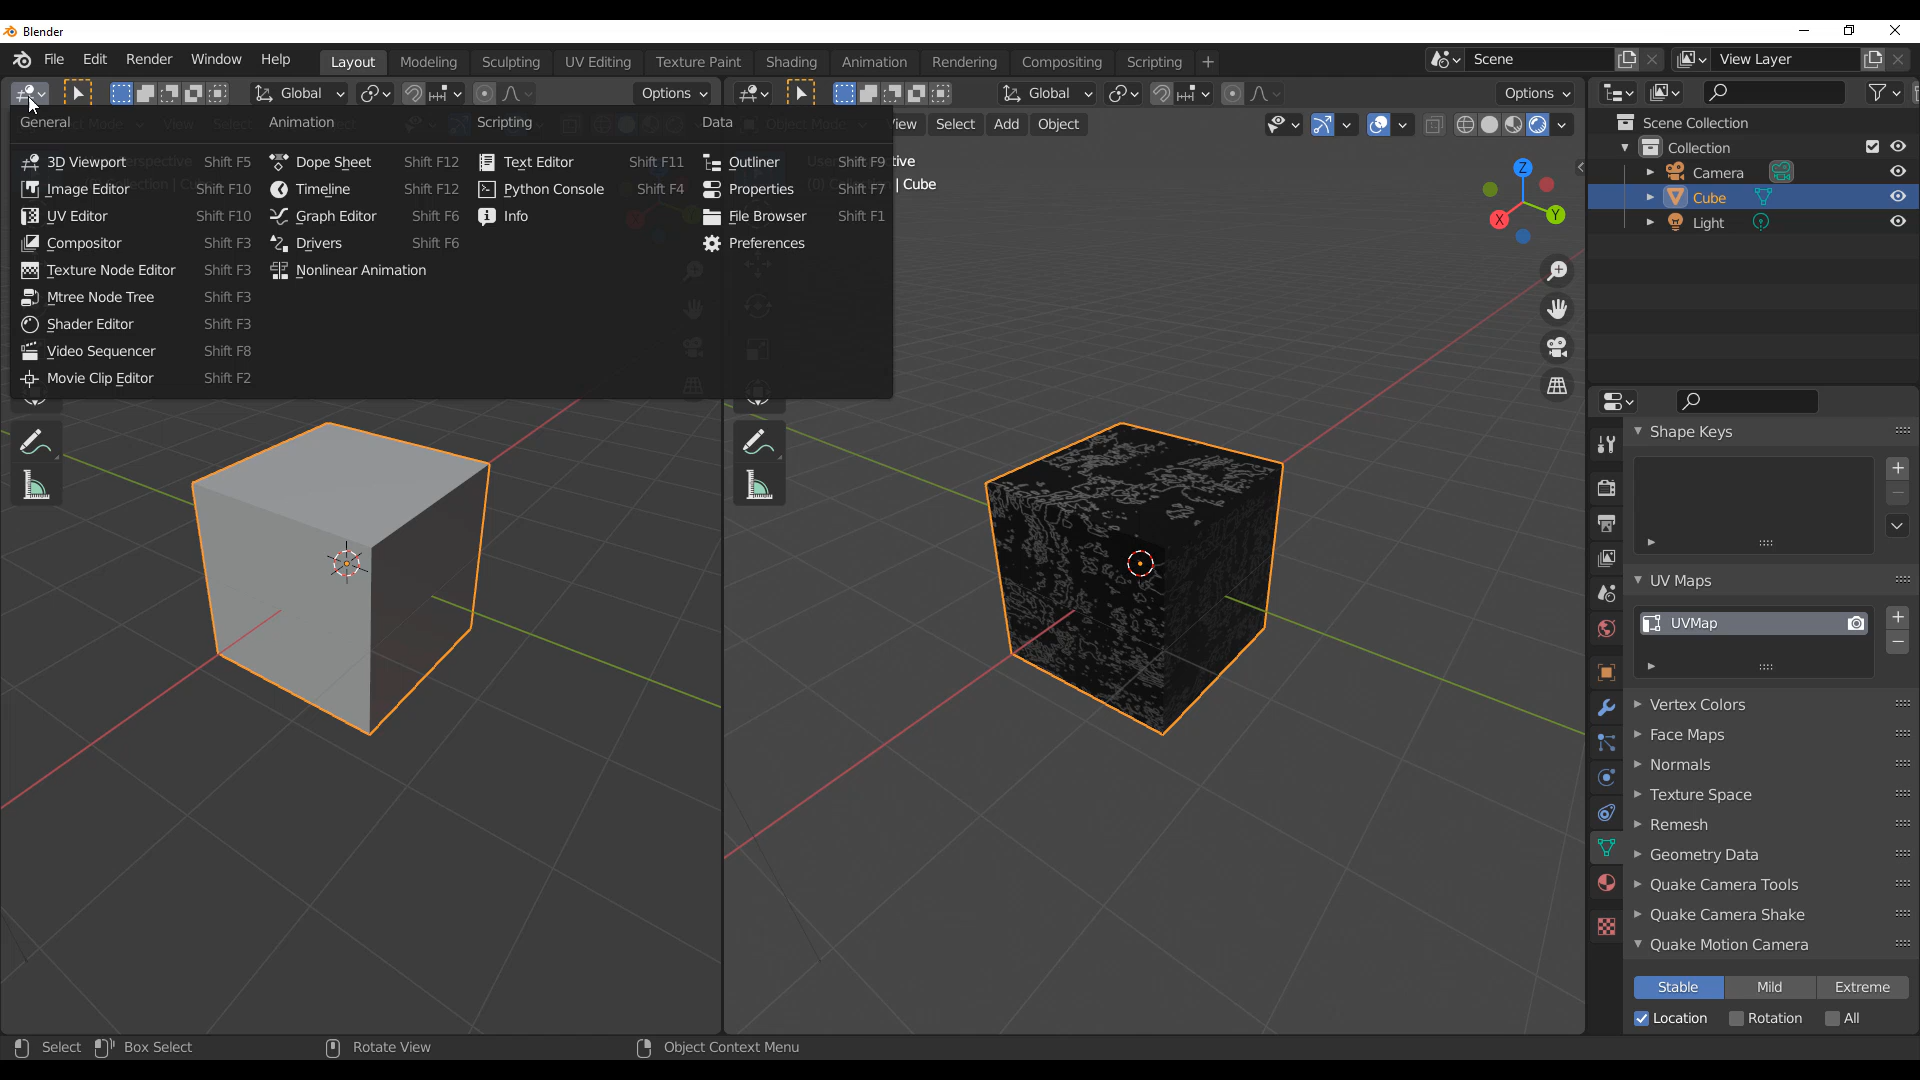 Blender
File Edit Render Window Help Layout Modeling Sculpting UV Editing Texture Paint Shading Animation Rendering Compositing Scripting + Scene View Layer
Global Options Global Options
General Animation Scripting Data
View Select Add Object
3D Viewport Shift F5 Dope Sheet Shift F12 Text Editor Shift F11 Outliner Shift F9
Image Editor Shift F10 Timeline Shift F12 Python Console Shift F4 Properties Shift F7
UV Editor Shift F10 Graph Editor Shift F6 Info File Browser Shift F1
Compositor Shift F3 Drivers Shift F6 Preferences
Texture Node Editor Shift F3 Nonlinear Animation
Mtree Node Tree Shift F3
Shader Editor Shift F3
Video Sequencer Shift F8
Movie Clip Editor Shift F2
| Cube
Z
X
Y
Scene Collection
Collection
Camera
Cube
Light
Shape Keys
UV Maps
UVMap
Vertex Colors
Face Maps
Normals
Texture Space
Remesh
Geometry Data
Quake Camera Tools
Quake Camera Shake
Quake Motion Camera
Stable Mild Extreme
Location Rotation All
Select Box Select Rotate View Object Context Menu